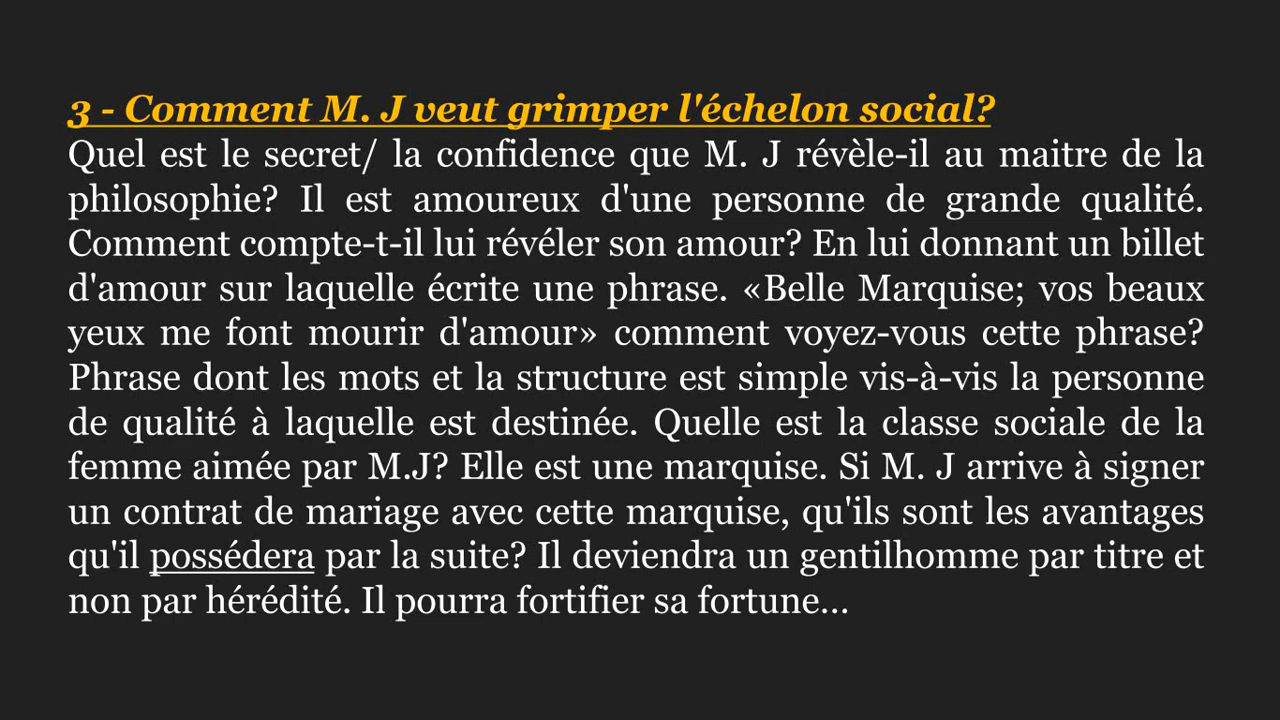 3 - Comment M. J veut grimper l'échelon social?
Quel est le secret/ la confidence que M. J révèle-il au maitre de la
philosophie? Il est amoureux d'une personne de grande qualité.
Comment compte-t-il lui révéler son amour? En lui donnant un billet
d'amour sur laquelle écrite une phrase. «Belle Marquise; vos beaux
yeux me font mourir d'amour» comment voyez-vous cette phrase?
Phrase dont les mots et la structure est simple vis-à-vis la personne
de qualité à laquelle est destinée. Quelle est la classe sociale de la
femme aimée par M.J? Elle est une marquise. Si M. J arrive à signer
un contrat de mariage avec cette marquise, qu'ils sont les avantages
qu'il possédera par la suite? Il deviendra un gentilhomme par titre et
non par hérédité. Il pourra fortifier sa fortune...